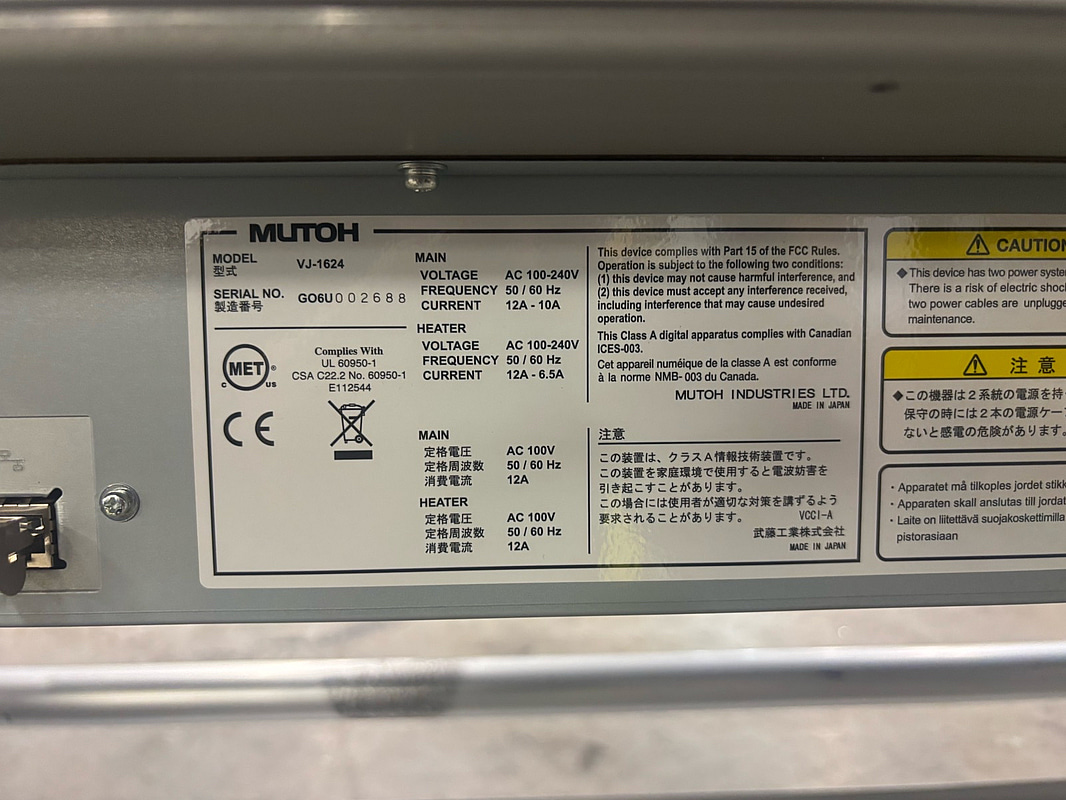 MUTOH
MODEL
型式
VJ-1624
SERIAL NO.
製造番号
GO6U002688
MET
C US
®
Complies With
UL 60950-1
CSA C22.2 No. 60950-1
E112544
CE
MAIN
VOLTAGE AC 100-240V
FREQUENCY 50 / 60 Hz
CURRENT 12A - 10A
HEATER
VOLTAGE AC 100-240V
FREQUENCY 50 / 60 Hz
CURRENT 12A - 6.5A
MAIN
定格電圧 AC 100V
定格周波数 50 / 60 Hz
消費電流 12A
HEATER
定格電圧 AC 100V
定格周波数 50 / 60 Hz
消費電流 12A
This device complies with Part 15 of the FCC Rules.
Operation is subject to the following two conditions:
(1) this device may not cause harmful interference, and
(2) this device must accept any interference received,
including interference that may cause undesired
operation.
This Class A digital apparatus complies with Canadian
ICES-003.
Cet appareil numéique de la classe A est conforme
à la norme NMB- 003 du Canada.
MUTOH INDUSTRIES LTD.
MADE IN JAPAN
注意
この装置は、クラスA情報技術装置です。
この装置を家庭環境で使用すると電波妨害を
引き起こすことがあります。
この場合には使用者が適切な対策を講ずるよう
要求されることがあります。 VCCI-A
武藤工業株式会社
MADE IN JAPAN
CAUTION
◆This device has two power syste
There is a risk of electric shoc
two power cables are unplugge
maintenance.
注 意
◆この機器は2系統の電源を持
保守の時には2本の電源ケー
ないと感電の危険があります。
・Apparatet må tilkoples jordet stikk
・Apparaten skall anslutas till jordat
・Laite on liitettävä suojakoskettimilla
pistorasiaan